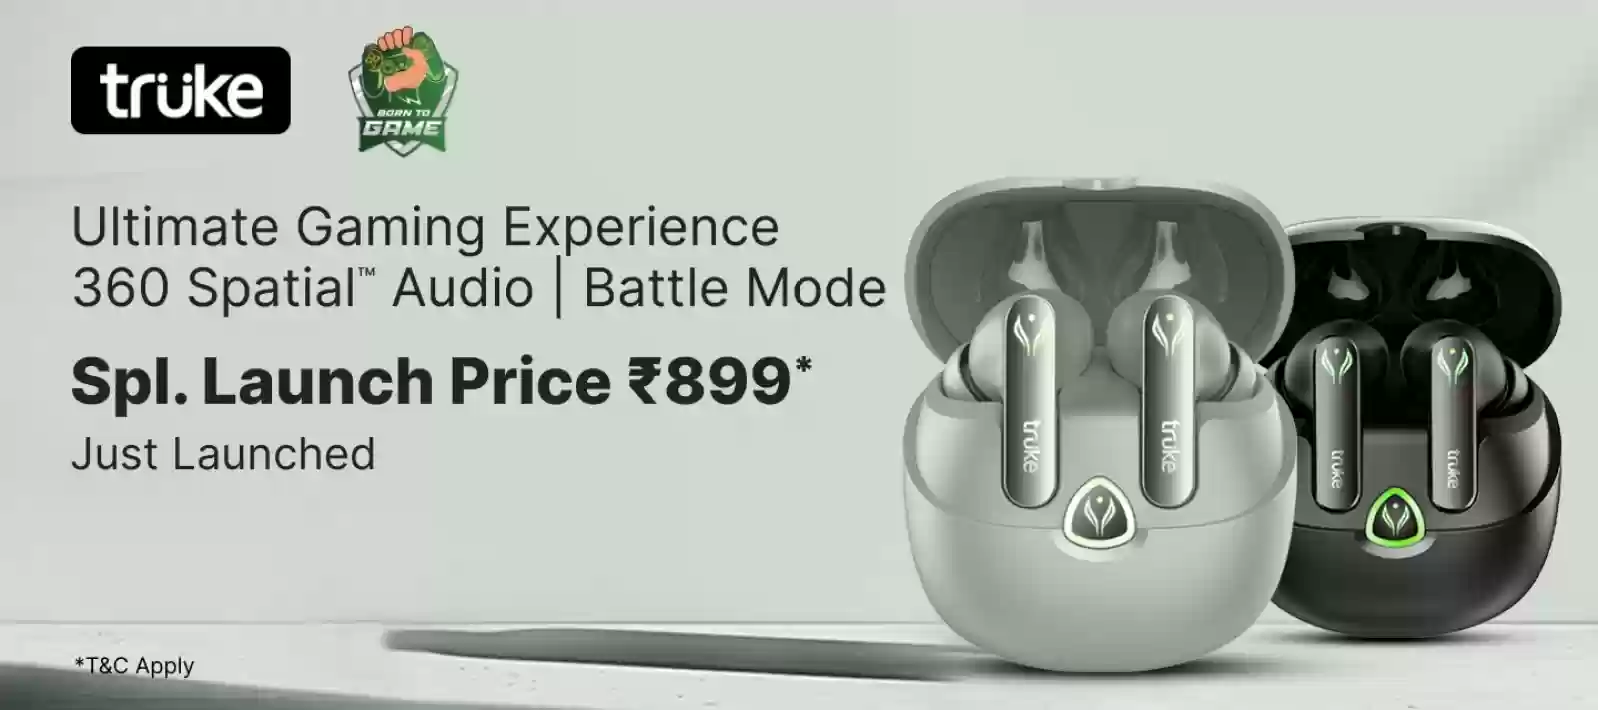 truke
BORN TO
GAME
Ultimate Gaming Experience
360 Spatial™ Audio | Battle Mode
Spl. Launch Price ₹899*
Just Launched
truke
truke
truke
truke
*T&C Apply